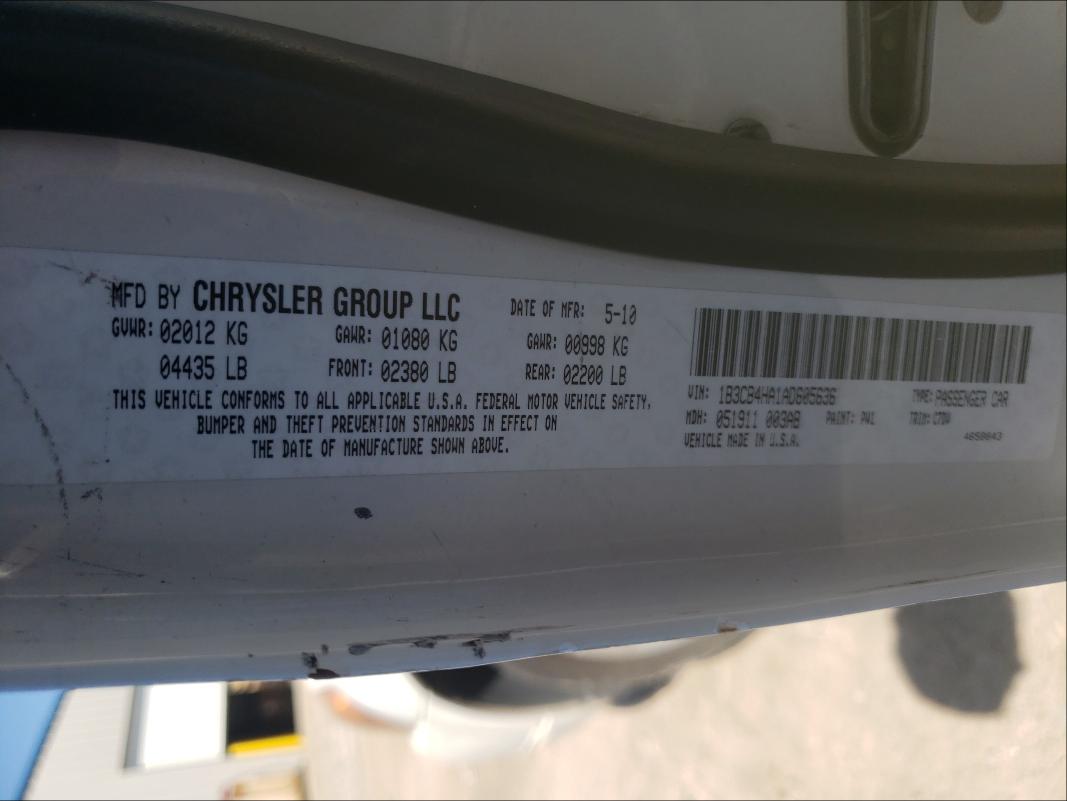 MFD BY CHRYSLER GROUP LLC DATE OF MFR: 5-10
GVWR: 02012 KG GAWR: 01080 KG GAWR: 00998 KG
04435 LB FRONT: 02380 LB REAR: 02200 LB
THIS VEHICLE CONFORMS TO ALL APPLICABLE U.S.A. FEDERAL MOTOR VEHICLE SAFETY,
BUMPER AND THEFT PREVENTION STANDARDS IN EFFECT ON
THE DATE OF MANUFACTURE SHOWN ABOVE.
VIN: 1B3CB4HA1AD605636 TYPE: PASSENGER CAR
MDH: 051911 003AB PAINT: PW1 TRIM:
VEHICLE MADE IN U.S.A.